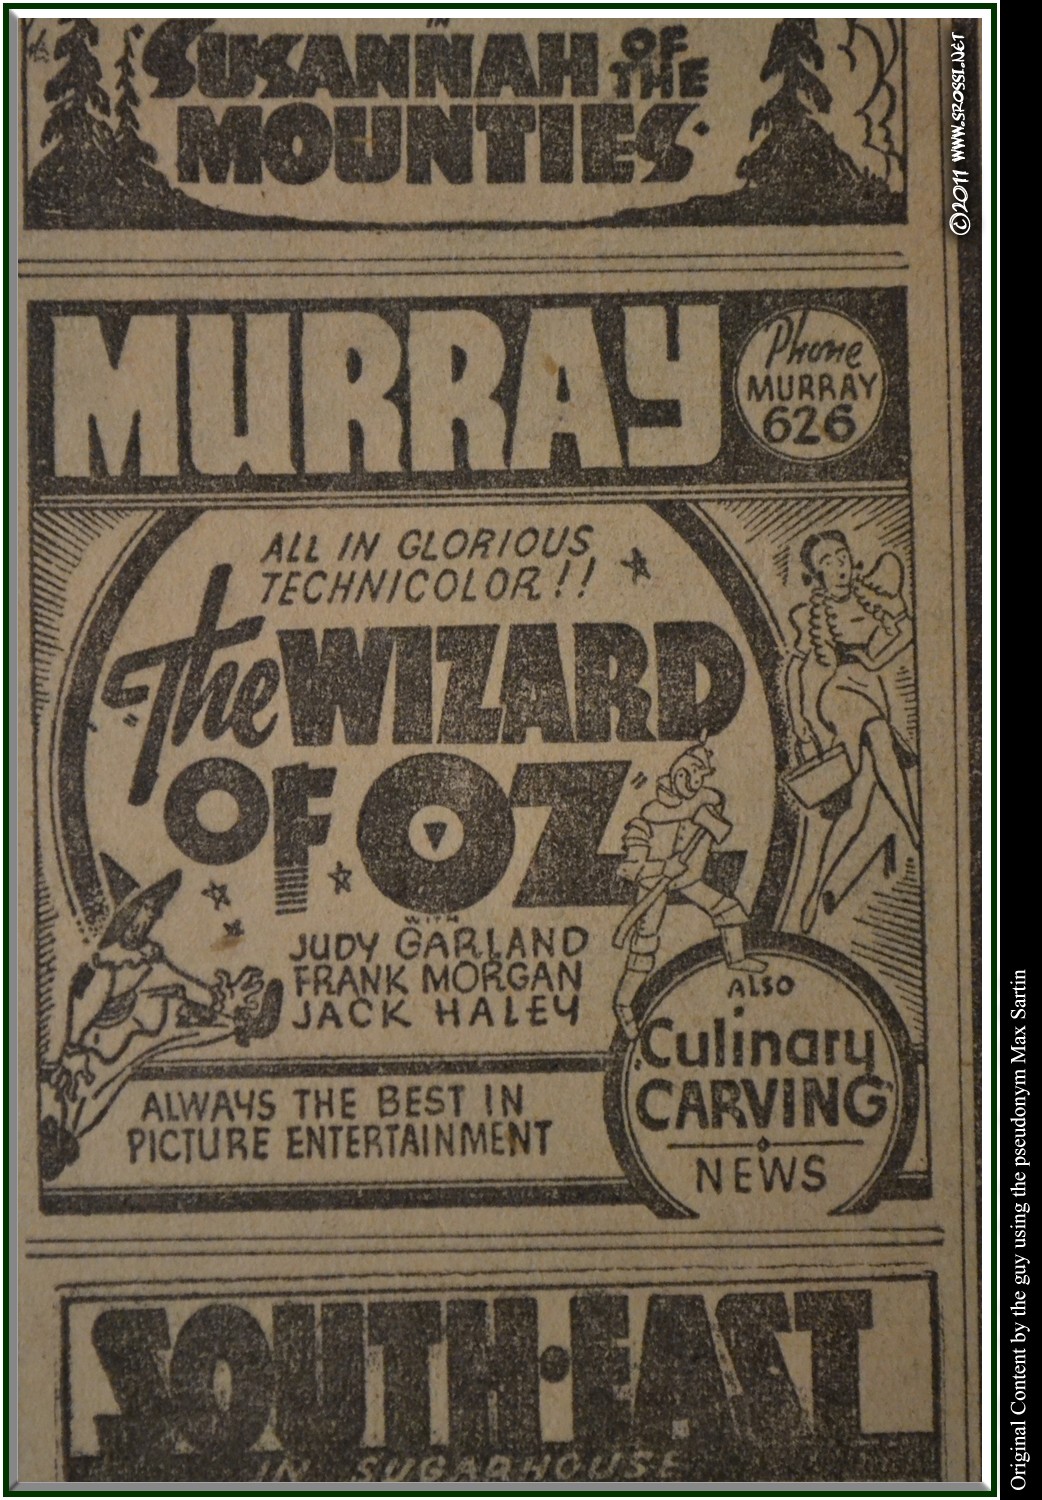 IN
SUSANNAH OF THE
MOUNTIES
MURRAY
Phone
MURRAY
626
ALL IN GLORIOUS
TECHNICOLOR!!
"The WIZARD
OF OZ"
WITH
JUDY GARLAND
FRANK MORGAN
JACK HALEY
ALWAYS THE BEST IN
PICTURE ENTERTAINMENT
ALSO
Culinary
CARVING
NEWS
SOUTH·EAST
IN SUGARHOUSE
©2011 WWW.SROSSI.NET
Original Content by the guy using the pseudonym Max Sartin